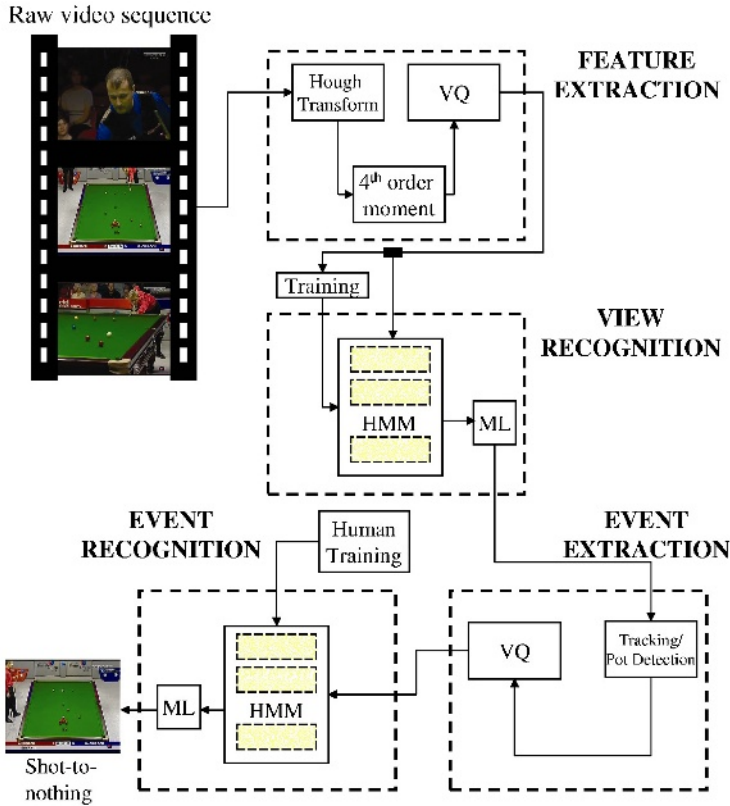 Raw video sequence
FEATURE
EXTRACTION
Hough
Transform
VQ
4th order
moment
Training
VIEW
RECOGNITION
HMM
ML
EVENT
RECOGNITION
Human
Training
EVENT
EXTRACTION
Tracking/
Pot Detection
VQ
HMM
ML
Shot-to-
nothing